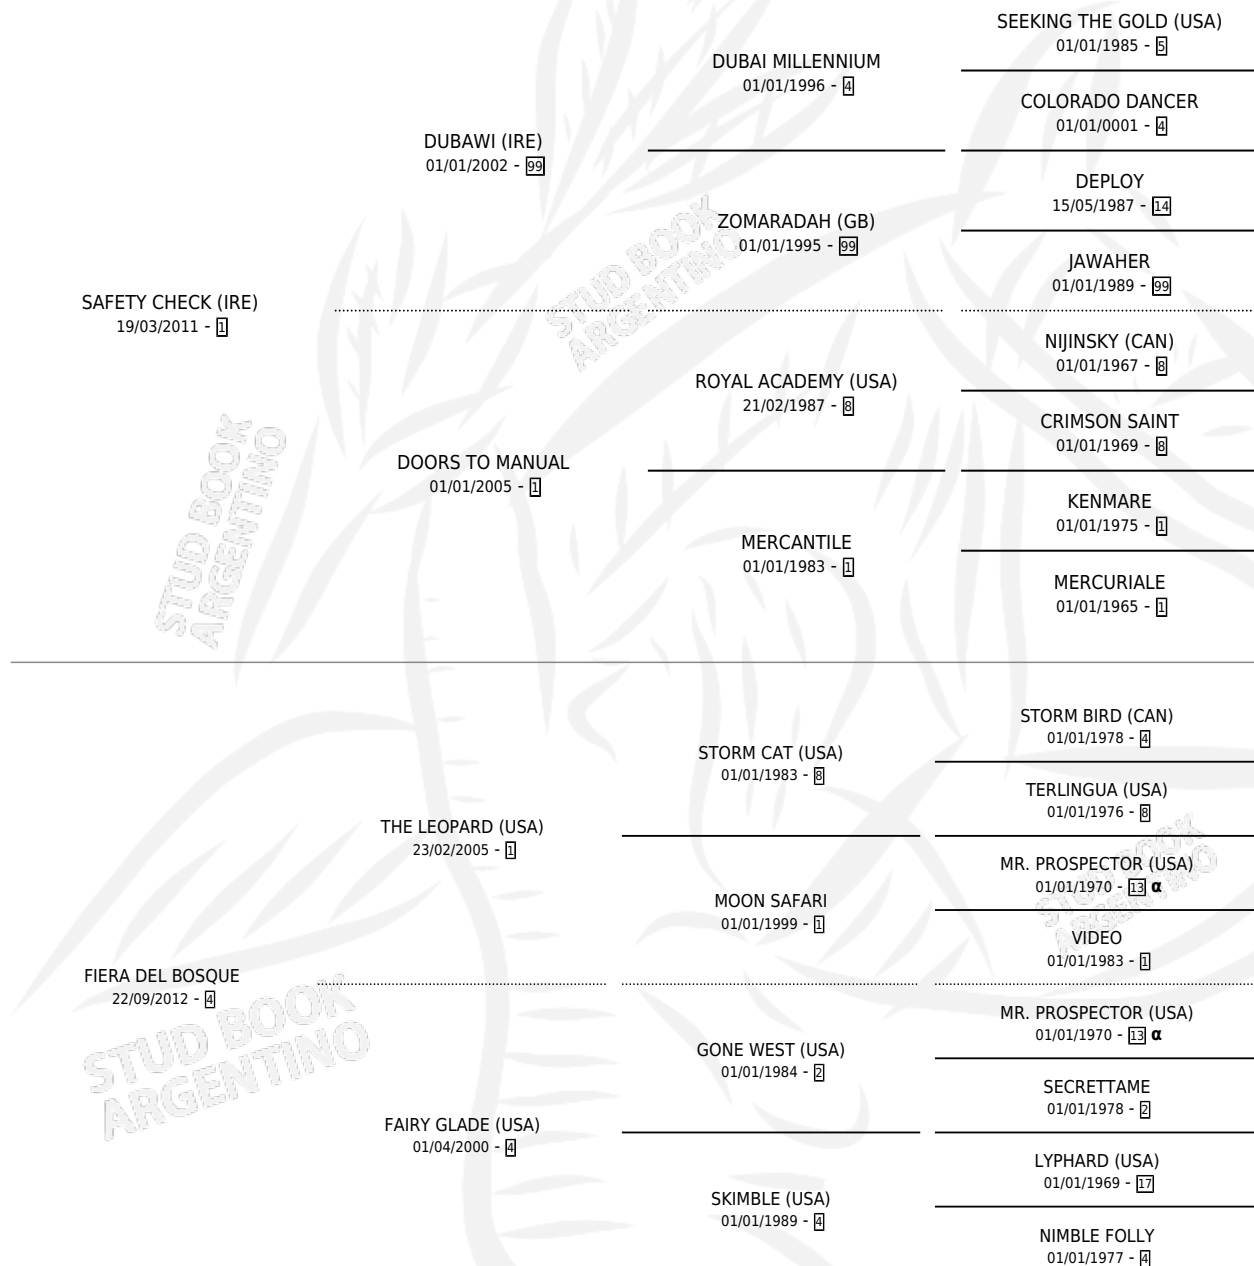 SEEKING THE GOLD (USA)
01/01/1985 - 5
DUBAI MILLENNIUM
01/01/1996 - 4
COLORADO DANCER
01/01/0001 - 4
DUBAWI (IRE)
01/01/2002 - 99
DEPLOY
15/05/1987 - 14
ZOMARADAH (GB)
01/01/1995 - 99
JAWAHER
01/01/1989 - 99
SAFETY CHECK (IRE)
19/03/2011 - 1
NIJINSKY (CAN)
01/01/1967 - 8
ROYAL ACADEMY (USA)
21/02/1987 - 8
CRIMSON SAINT
01/01/1969 - 8
DOORS TO MANUAL
01/01/2005 - 1
KENMARE
01/01/1975 - 1
MERCANTILE
01/01/1983 - 1
MERCURIALE
01/01/1965 - 1
STORM BIRD (CAN)
01/01/1978 - 4
STORM CAT (USA)
01/01/1983 - 8
TERLINGUA (USA)
01/01/1976 - 8
THE LEOPARD (USA)
23/02/2005 - 1
MR. PROSPECTOR (USA)
01/01/1970 - 13 α
MOON SAFARI
01/01/1999 - 1
VIDEO
01/01/1983 - 1
FIERA DEL BOSQUE
22/09/2012 - 4
MR. PROSPECTOR (USA)
01/01/1970 - 13 α
GONE WEST (USA)
01/01/1984 - 2
SECRETTAME
01/01/1978 - 2
FAIRY GLADE (USA)
01/04/2000 - 4
LYPHARD (USA)
01/01/1969 - 17
SKIMBLE (USA)
01/01/1989 - 4
NIMBLE FOLLY
01/01/1977 - 4
STUD BOOK
ARGENTINO
STUD BOOK
ARGENTINO
STUD BOOK
ARGENTINO
STUD BOOK
ARGENTINO